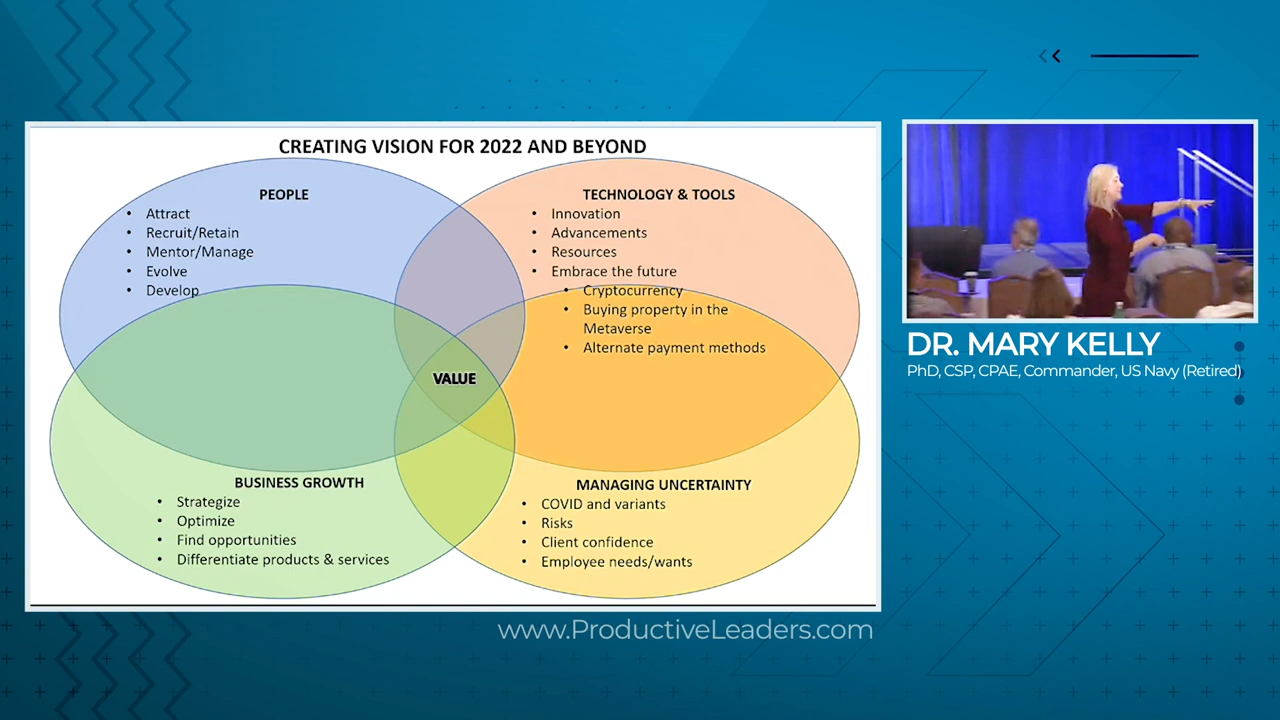 CREATING VISION FOR 2022 AND BEYOND
PEOPLE
• Attract
• Recruit/Retain
• Mentor/Manage
• Evolve
• Develop
TECHNOLOGY & TOOLS
• Innovation
• Advancements
• Resources
• Embrace the future
• Cryptocurrency
• Buying property in the
Metaverse
• Alternate payment methods
VALUE
BUSINESS GROWTH
• Strategize
• Optimize
• Find opportunities
• Differentiate products & services
MANAGING UNCERTAINTY
• COVID and variants
• Risks
• Client confidence
• Employee needs/wants
DR. MARY KELLY
PhD, CSP, CPAE, Commander, US Navy (Retired)
www.ProductiveLeaders.com